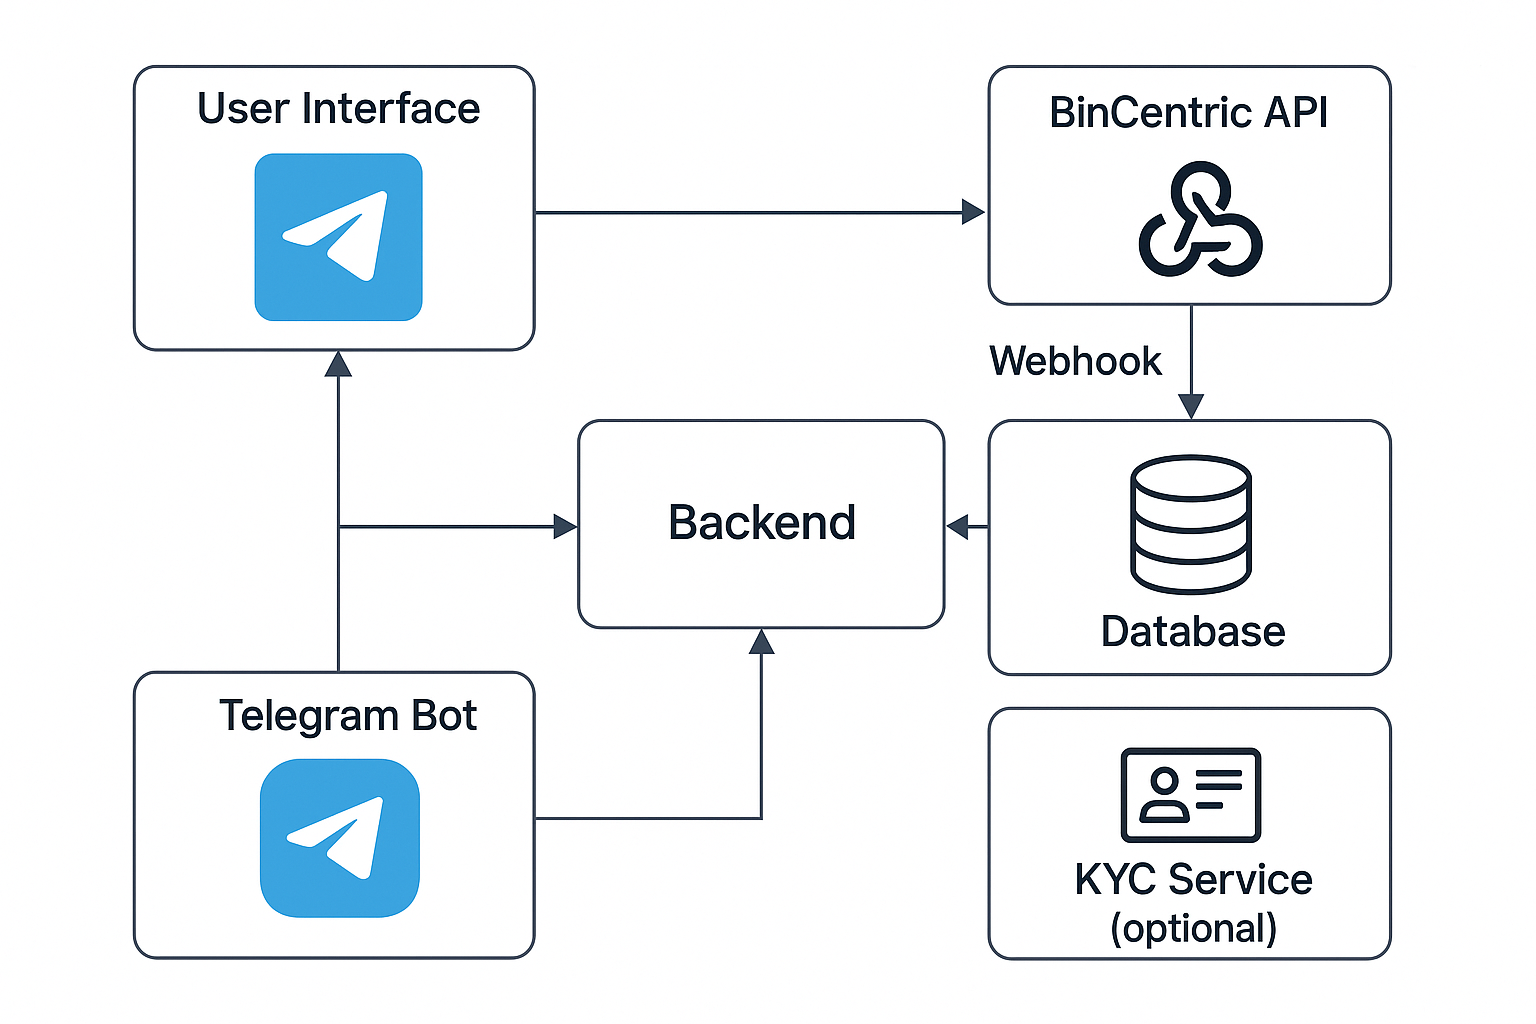 User Interface
BinCentric API
Webhook
Backend
Database
Telegram Bot
KYC Service
(optional)